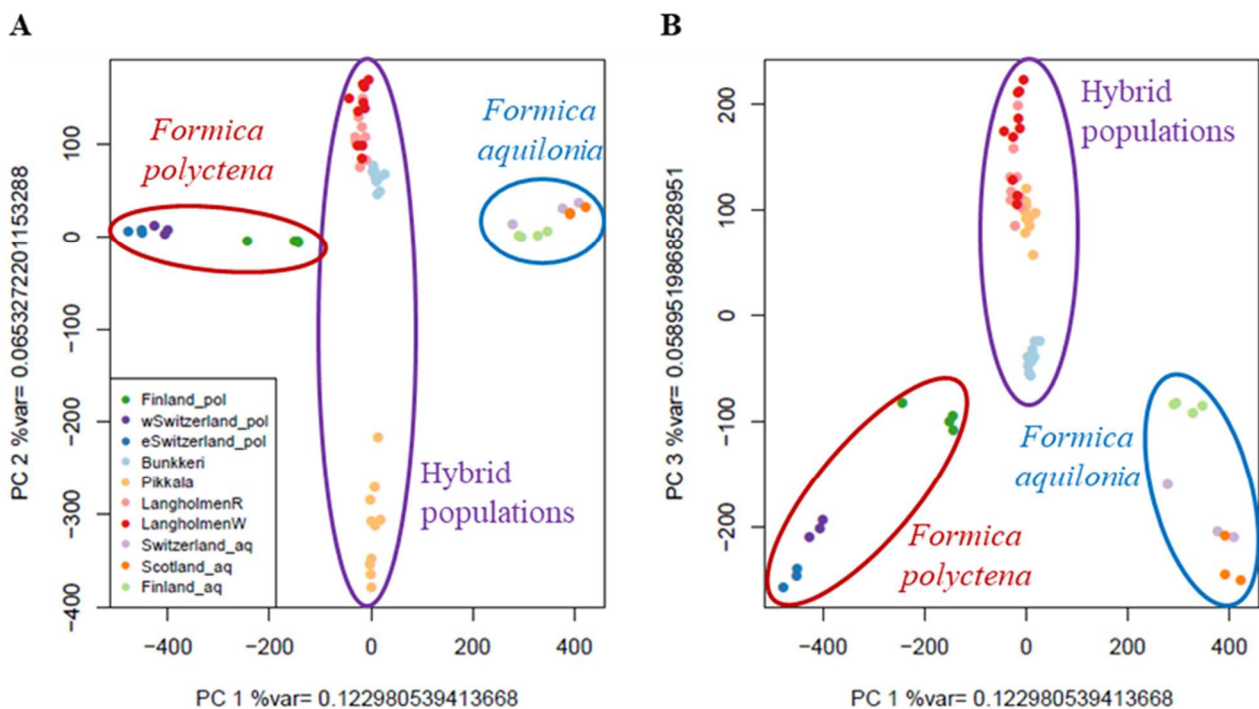 A
Formica
polyctena
Formica
aquilonia
Hybrid
populations
100
0
−100
−200
−300
−400
PC 2 %var= 0.0653272201153288
Finland_pol
wSwitzerland_pol
eSwitzerland_pol
Bunkkeri
Pikkala
LangholmenR
LangholmenW
Switzerland_aq
Scotland_aq
Finland_aq
−400 −200 0 200 400
PC 1 %var= 0.122980539413668
B
Hybrid
populations
Formica
aquilonia
Formica
polyctena
200
100
0
−100
−200
PC 3 %var= 0.0589519868528951
−400 −200 0 200 400
PC 1 %var= 0.122980539413668